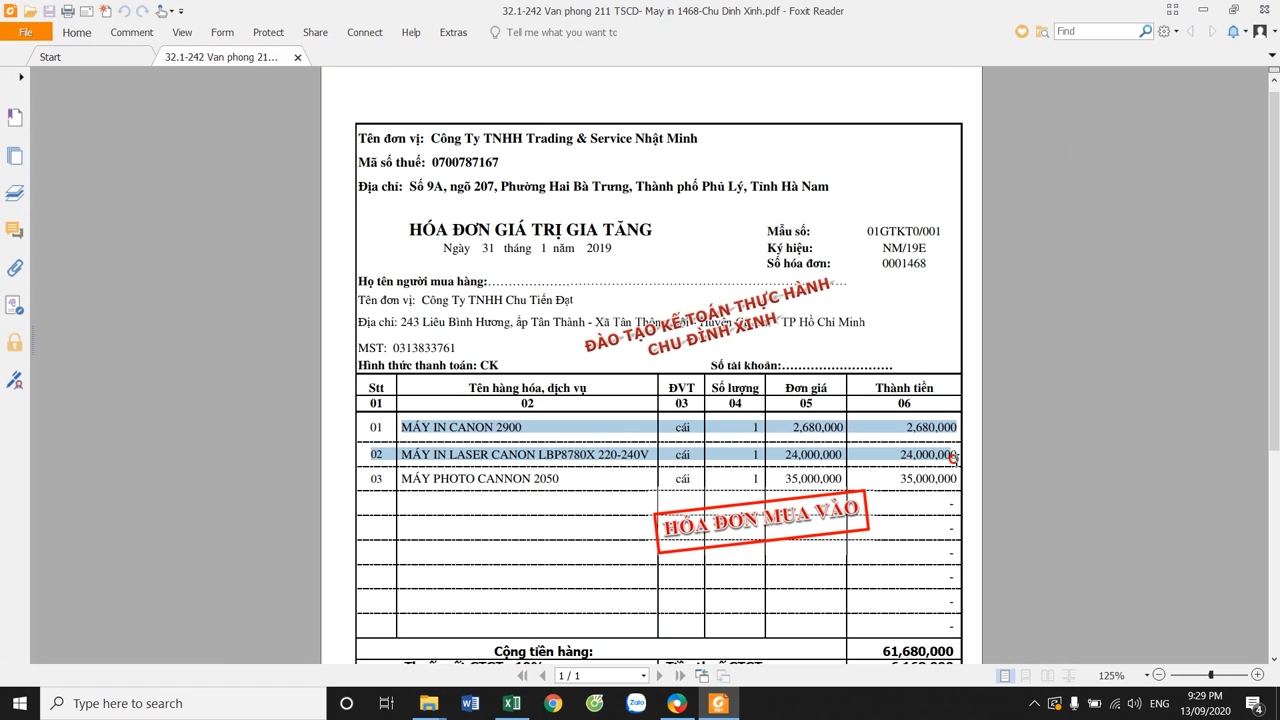 32.1-242 Van phong 211 TSCD- May in 1468-Chu Dinh Xinh.pdf - Foxit Reader
File Home Comment View Form Protect Share Connect Help Extras Tell me what you want to Find
Start 32.1-242 Van phong 211...
Tên đơn vị: Công Ty TNHH Trading & Service Nhật Minh
Mã số thuế: 0700787167
Địa chỉ: Số 9A, ngõ 207, Phường Hai Bà Trưng, Thành phố Phủ Lý, Tỉnh Hà Nam
HÓA ĐƠN GIÁ TRỊ GIA TĂNG
Mẫu số: 01GTKT0/001
Ngày 31 tháng 1 năm 2019
Ký hiệu: NM/19E
Số hóa đơn: 0001468
Họ tên người mua hàng:
Tên đơn vị: Công Ty TNHH Chu Tiến Đạt
ĐÀO TẠO KẾ TOÁN THỰC HÀNH
CHU ĐÌNH XINH
Địa chỉ: 243 Liêu Bình Hương, ấp Tân Thành - Xã Tân Thông - Huyện - TP Hồ Chí Minh
MST: 0313833761
Hình thức thanh toán: CK Số tài khoản:
Stt Tên hàng hóa, dịch vụ ĐVT Số lượng Đơn giá Thành tiền
01 02 03 04 05 06
01 MÁY IN CANON 2900 cái 1 2,680,000 2,680,000
02 MÁY IN LASER CANON LBP8780X 220-240V cái 1 24,000,000 24,000,000
03 MÁY PHOTO CANNON 2050 cái 1 35,000,000 35,000,000
-
HÓA ĐƠN MUA VÀO
-
-
-
-
-
Cộng tiền hàng: 61,680,000
1 / 1 125%
Type here to search Zalo ENG 9:29 PM
13/09/2020